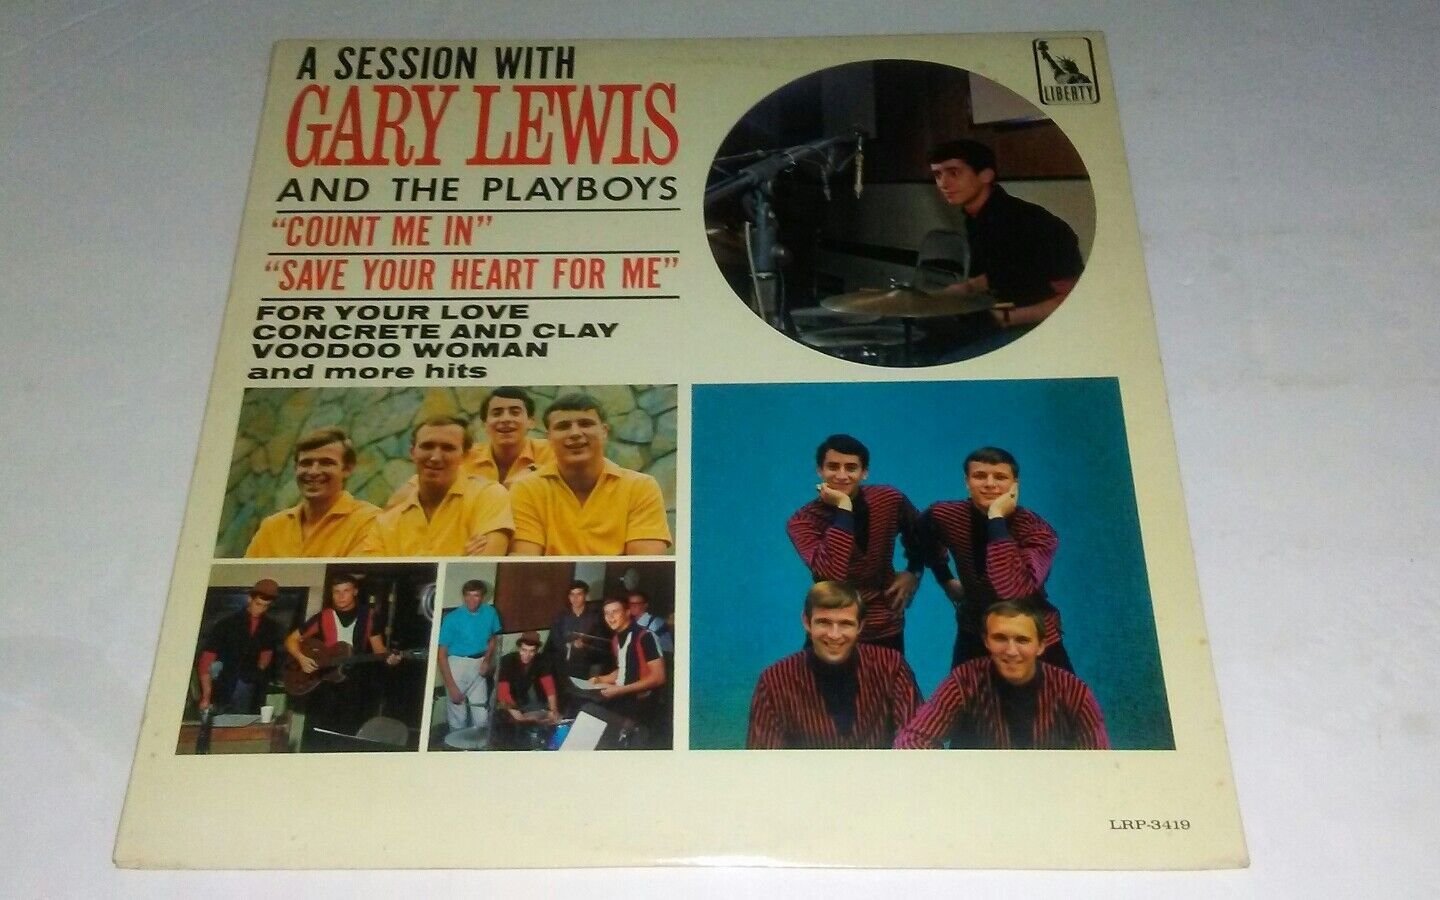 A SESSION WITH
GARY LEWIS
AND THE PLAYBOYS
"COUNT ME IN"
"SAVE YOUR HEART FOR ME"
FOR YOUR LOVE
CONCRETE AND CLAY
VOODOO WOMAN
and more hits
LIBERTY
LRP-3419